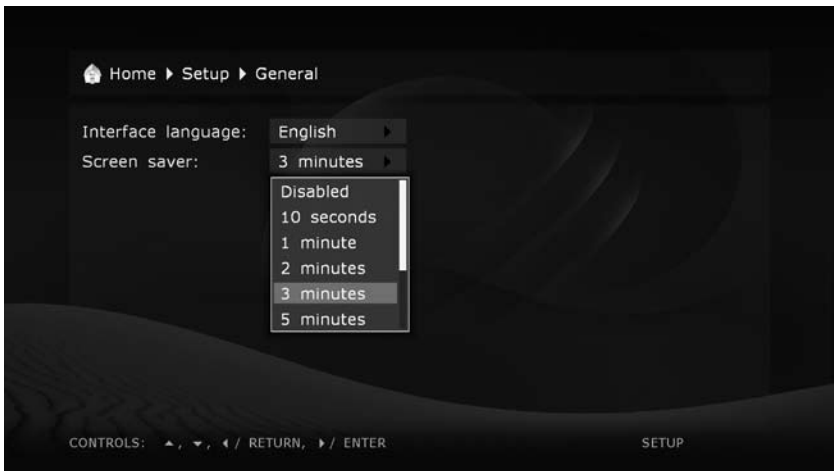 Home ▶ Setup ▶ General
Interface language: English ▶
Screen saver: 3 minutes ▶
Disabled
10 seconds
1 minute
2 minutes
3 minutes
5 minutes
CONTROLS: ▲, ▼, ◀/ RETURN, ▶/ ENTER SETUP